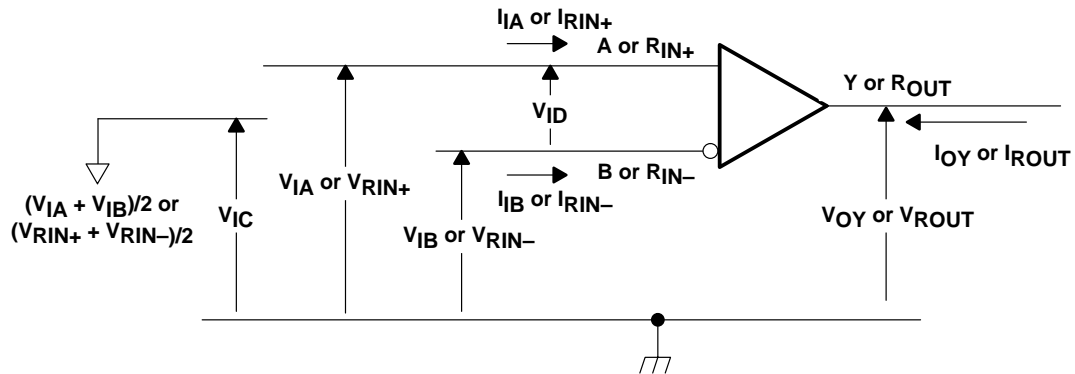 IIA or IRIN+
A or RIN+
Y or ROUT
VID
IOY or IROUT
B or RIN–
IIB or IRIN–
VIA or VRIN+
(VIA + VIB)/2 or
(VRIN+ + VRIN–)/2
VIC
VOY or VROUT
VIB or VRIN–